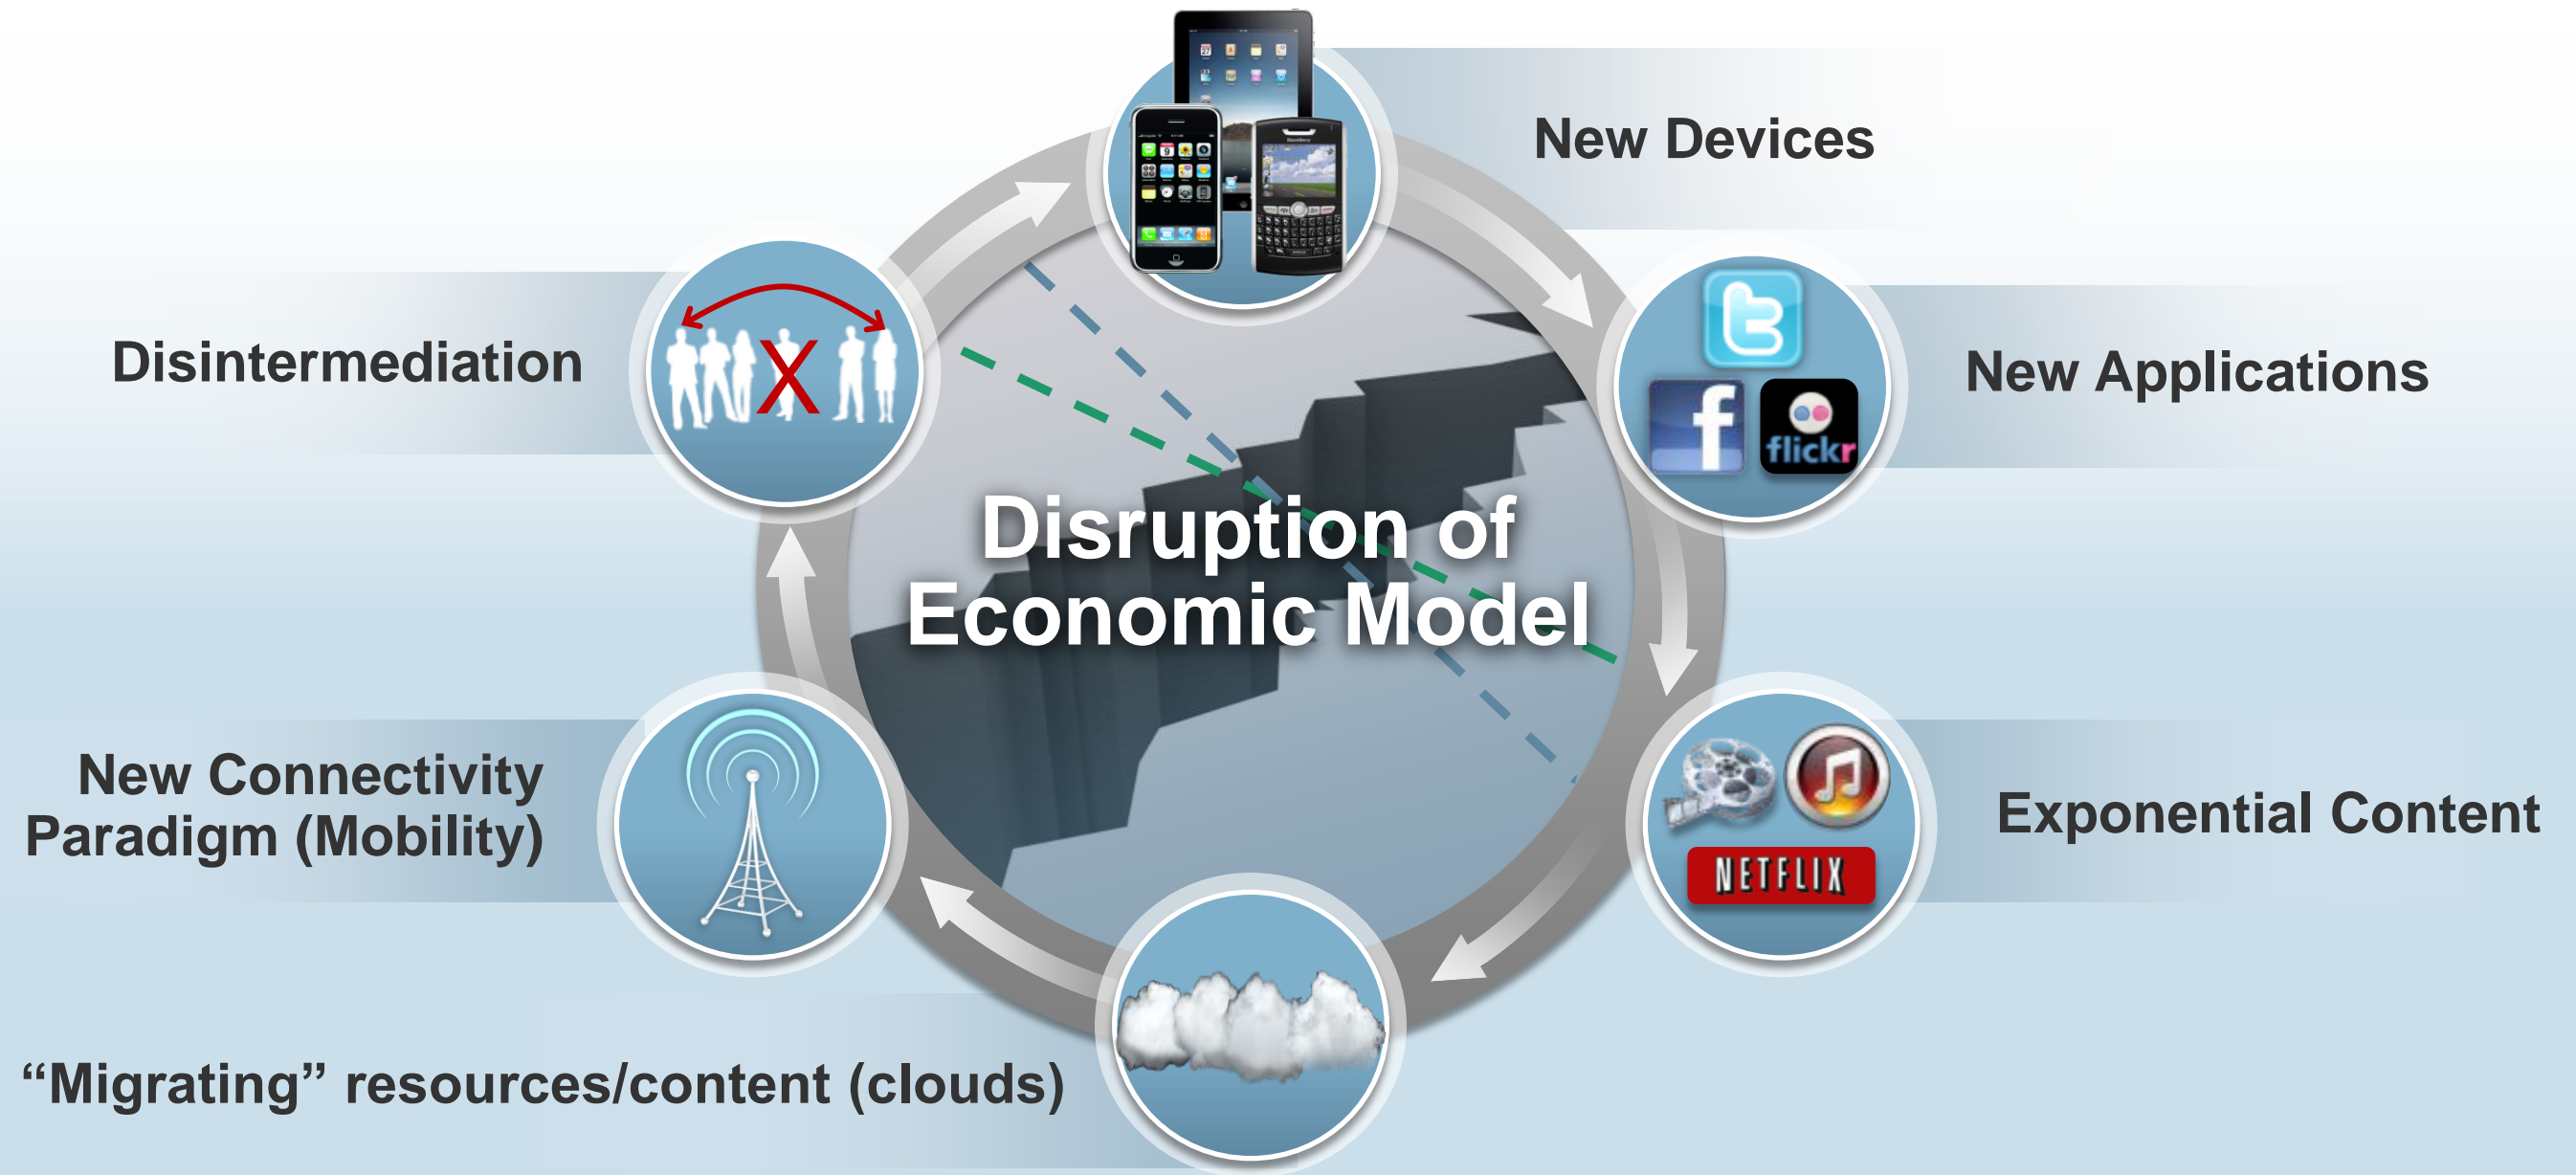 New Devices
Disintermediation
New Applications
f
flickr
Disruption of
Economic Model
New Connectivity
Paradigm (Mobility)
Exponential Content
NETFLIX
“Migrating” resources/content (clouds)
X
t